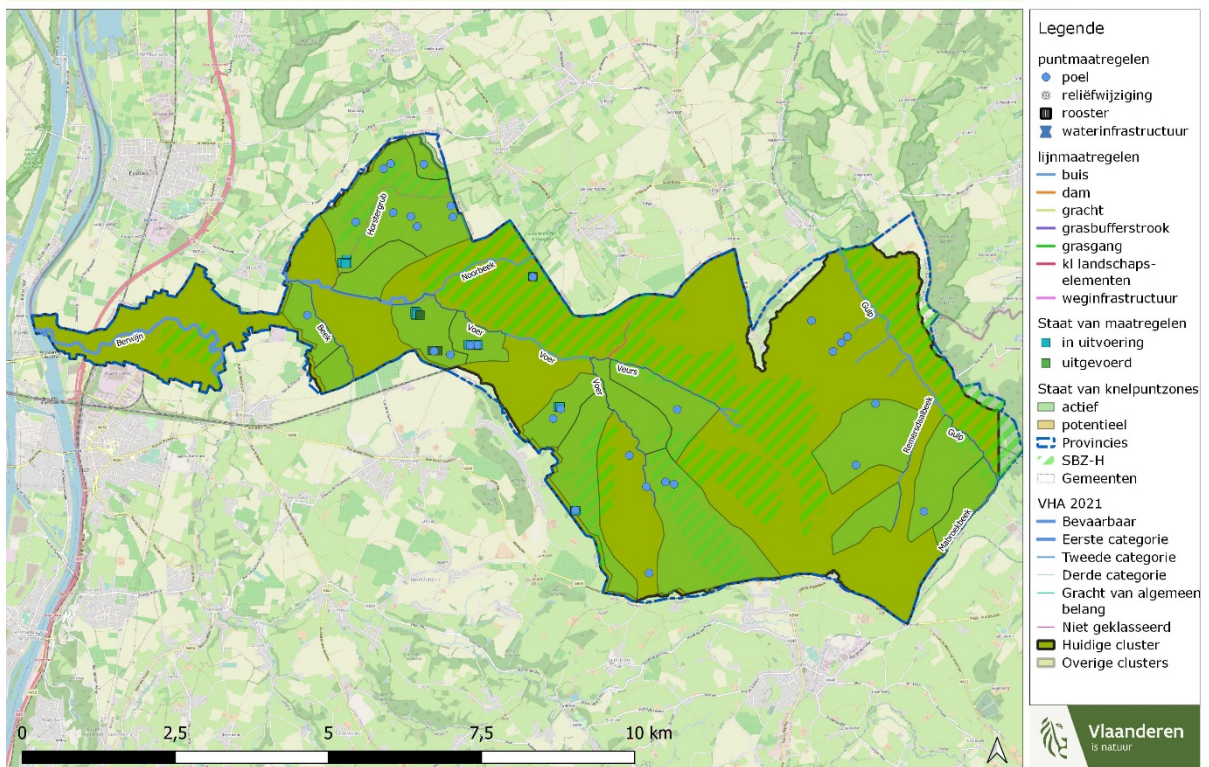 Eijsden
Horstergrub
Noorbeek
Berwijn
Beek
Voer
Voer
Voer
Veurs
Gulp
Remersdaalbeek
Gulp
Mabroekbeek
0 2,5 5 7,5 10 km
Legende
puntmaatregelen
poel
reliëfwijziging
rooster
waterinfrastructuur
lijnmaatregelen
buis
dam
gracht
grasbufferstrook
grasgang
kl landschaps-
elementen
weginfrastructuur
Staat van maatregelen
in uitvoering
uitgevoerd
Staat van knelpuntzones
actief
potentieel
Provincies
SBZ-H
Gemeenten
VHA 2021
Bevaarbaar
Eerste categorie
Tweede categorie
Derde categorie
Gracht van algemeen
belang
Niet geklasseerd
Huidige cluster
Overige clusters
Vlaanderen
is natuur